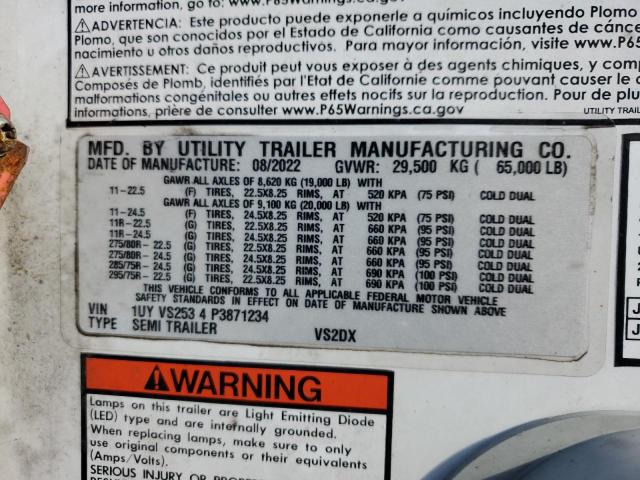 more information, go to: www.P65Warnings.ca.gov
ADVERTENCIA: Este producto puede exponerle a químicos incluyendo Plomo
Plomo, que son conocidos por el Estado de California como causantes de cánce
nacimiento u otros daños reproductivos. Para mayor información, visite www.P65
AVERTISSEMENT: Ce produit peut vous exposer à des agents chimiques, y comp
Composés de Plomb, identifiés par l'Etat de Californie comme pouvant causer le c
malformations congénitales ou autres effets nocifs sur la reproduction. Pour de plu
informations, prière de consulter www.P65Warnings.ca.gov
UTILITY TRAIL
MFD. BY UTILITY TRAILER MANUFACTURING CO.
DATE OF MANUFACTURE: 08/2022 GVWR: 29,500 KG ( 65,000 LB)
GAWR ALL AXLES OF 8,620 KG (19,000 LB) WITH
11-22.5 (F) TIRES, 22.5X8.25 RIMS, AT 520 KPA (75 PSI) COLD DUAL
GAWR ALL AXLES OF 9,100 KG (20,000 LB) WITH
11-24.5 (F) TIRES, 24.5X8.25 RIMS, AT 520 KPA (75 PSI) COLD DUAL
11R-22.5 (G) TIRES, 22.5X8.25 RIMS, AT 660 KPA (95 PSI) COLD DUAL
11R-24.5 (G) TIRES, 24.5X8.25 RIMS, AT 660 KPA (95 PSI) COLD DUAL
275/80R- 22.5 (G) TIRES, 22.5X8.25 RIMS, AT 660 KPA (95 PSI) COLD DUAL
275/80R- 24.5 (G) TIRES, 24.5X8.25 RIMS, AT 660 KPA (95 PSI) COLD DUAL
285/75R- 24.5 (G) TIRES, 24.5X8.25 RIMS, AT 690 KPA (100 PSI) COLD DUAL
295/75R- 22.5 (G) TIRES, 22.5X8.25 RIMS, AT 690 KPA (100 PSI) COLD DUAL
THIS VEHICLE CONFORMS TO ALL APPLICABLE FEDERAL MOTOR VEHICLE
SAFETY STANDARDS IN EFFECT ON DATE OF MANUFACTURE SHOWN ABOVE
VIN 1UY VS253 4 P3871234
TYPE SEMI TRAILER VS2DX
WARNING
Lamps on this trailer are Light Emitting Diode
(LED) type and are internally grounded.
When replacing lamps, make sure to only
use original components or their equivalents
(Amps/Volts).
SERIOUS INJURY OR